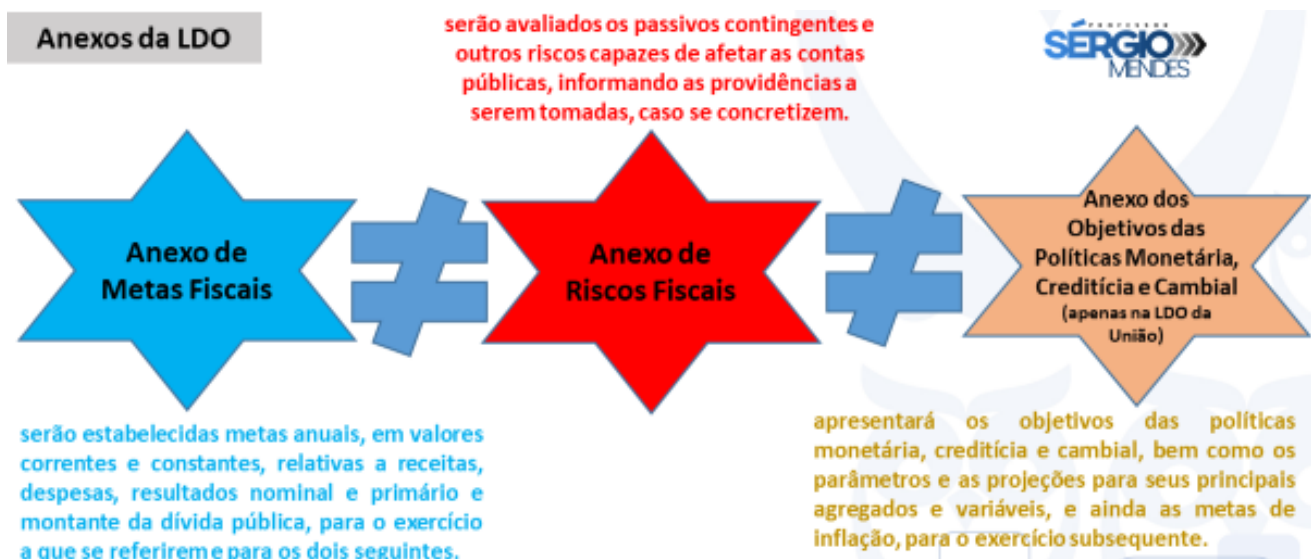 Anexos da LDO
serão avaliados os passivos contingentes e
outros riscos capazes de afetar as contas
públicas, informando as providências a
serem tomadas, caso se concretizem.
PROFESSOR
SÉRGIO
MENDES
Anexo de
Metas Fiscais
Anexo de
Riscos Fiscais
Anexo dos
Objetivos das
Políticas Monetária,
Creditícia e Cambial
(apenas na LDO da
União)
serão estabelecidas metas anuais, em valores
correntes e constantes, relativas a receitas,
despesas, resultados nominal e primário e
montante da dívida pública, para o exercício
a que se referirem e para os dois seguintes.
apresentará os objetivos das políticas
monetária, creditícia e cambial, bem como os
parâmetros e as projeções para seus principais
agregados e variáveis, e ainda as metas de
inflação, para o exercício subsequente.